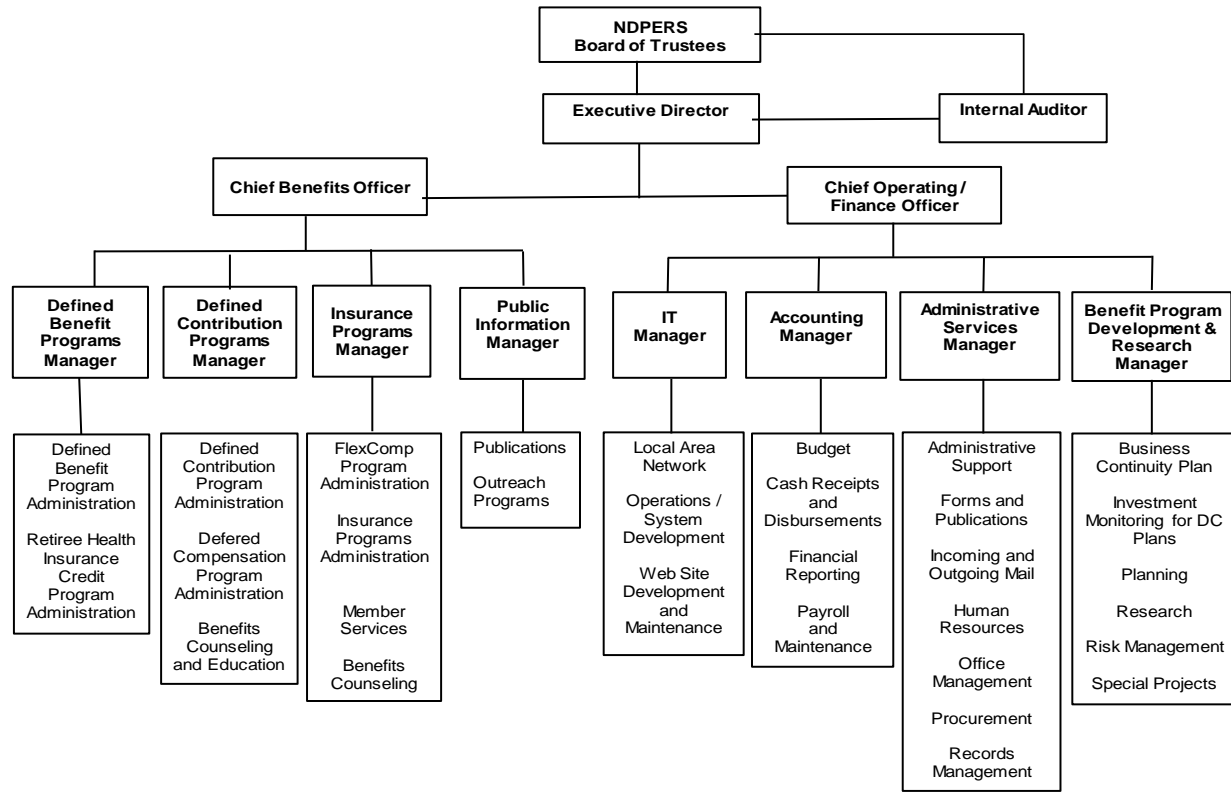 NDPERS
Board of Trustees
Executive Director
Internal Auditor
Chief Benefits Officer
Chief Operating /
Finance Officer
Defined
Benefit
Programs
Manager
Defined
Contribution
Programs
Manager
Insurance
Programs
Manager
Public
Information
Manager
IT
Manager
Accounting
Manager
Administrative
Services
Manager
Benefit Program
Development &
Research
Manager
Defined
Benefit
Program
Administration
Retiree Health
Insurance
Credit
Program
Administration
Defined
Contribution
Program
Administration
Defered
Compensation
Program
Administration
Benefits
Counseling
and Education
FlexComp
Program
Administration
Insurance
Programs
Administration
Member
Services
Benefits
Counseling
Publications
Outreach
Programs
Local Area
Network
Operations /
System
Development
Web Site
Development
and
Maintenance
Budget
Cash Receipts
and
Disbursements
Financial
Reporting
Payroll
and
Maintenance
Administrative
Support
Forms and
Publications
Incoming and
Outgoing Mail
Human
Resources
Office
Management
Procurement
Records
Management
Business
Continuity Plan
Investment
Monitoring for DC
Plans
Planning
Research
Risk Management
Special Projects